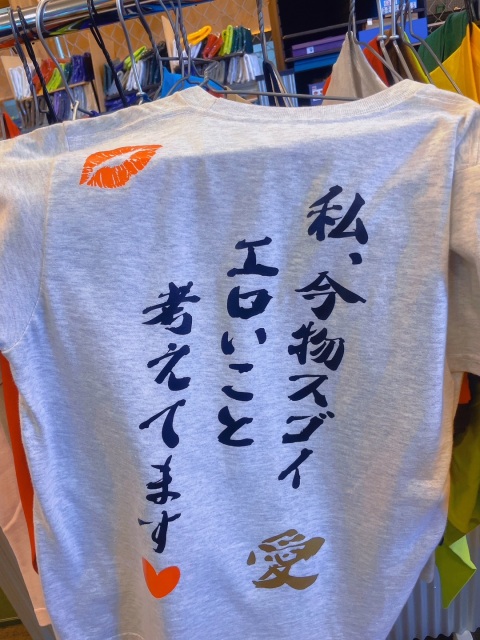 私、今物スゴイ
エロいこと
考えてます
愛